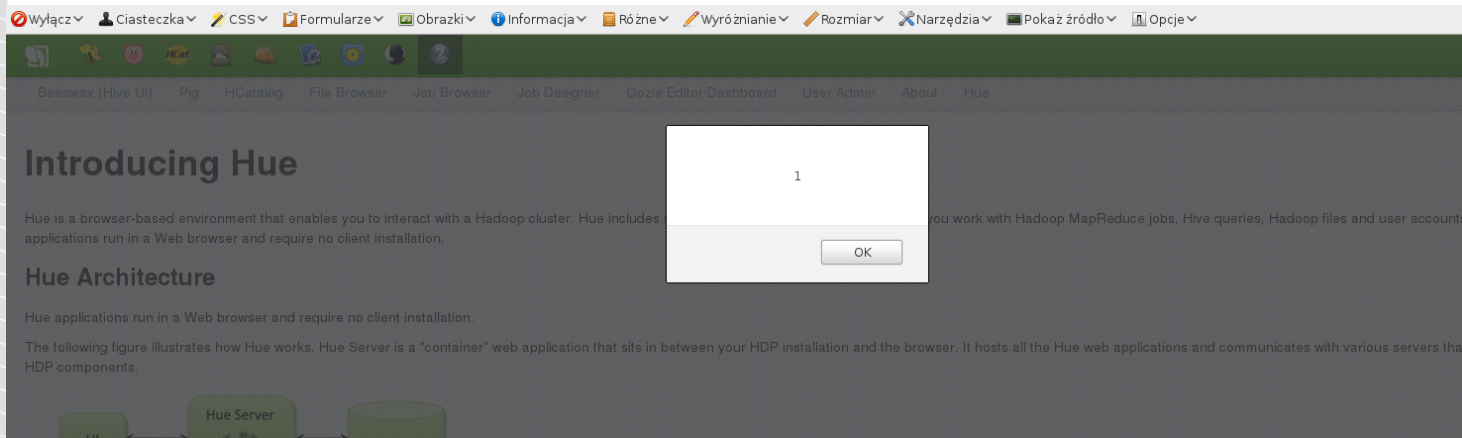 Wyłącz Ciasteczka CSS Formularze Obrazki Informacja Różne Wyróżnianie Rozmiar Narzędzia Pokaż źródło Opcje
HCat
Beeswax (Hive UI) Pig HCatalog File Browser Job Browser Job Designer Oozie Editor/Dashboard User Admin About Hue
1
OK
Introducing Hue
Hue is a browser-based environment that enables you to interact with a Hadoop cluster. Hue includes you work with Hadoop MapReduce jobs, Hive queries, Hadoop files and user accounts
applications run in a Web browser and require no client installation.
Hue Architecture
Hue applications run in a Web browser and require no client installation.
The following figure illustrates how Hue works. Hue Server is a "container" web application that sits in between your HDP installation and the browser. It hosts all the Hue web applications and communicates with various servers tha
HDP components.
Hue Server